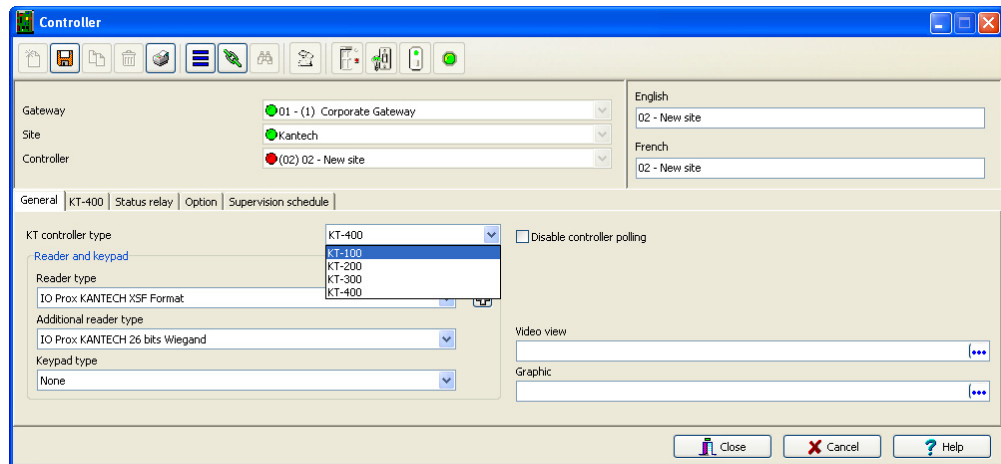 Controller
English
Gateway
01 - (1) Corporate Gateway
02 - New site
Site
Kantech
French
Controller
(02) 02 - New site
02 - New site
General
KT-400
Status relay
Option
Supervision schedule
KT controller type
KT-400
Disable controller polling
KT-100
KT-200
KT-300
KT-400
Reader and keypad
Reader type
IO Prox KANTECH XSF Format
Additional reader type
IO Prox KANTECH 26 bits Wiegand
Video view
Keypad type
None
Graphic
Close
Cancel
Help